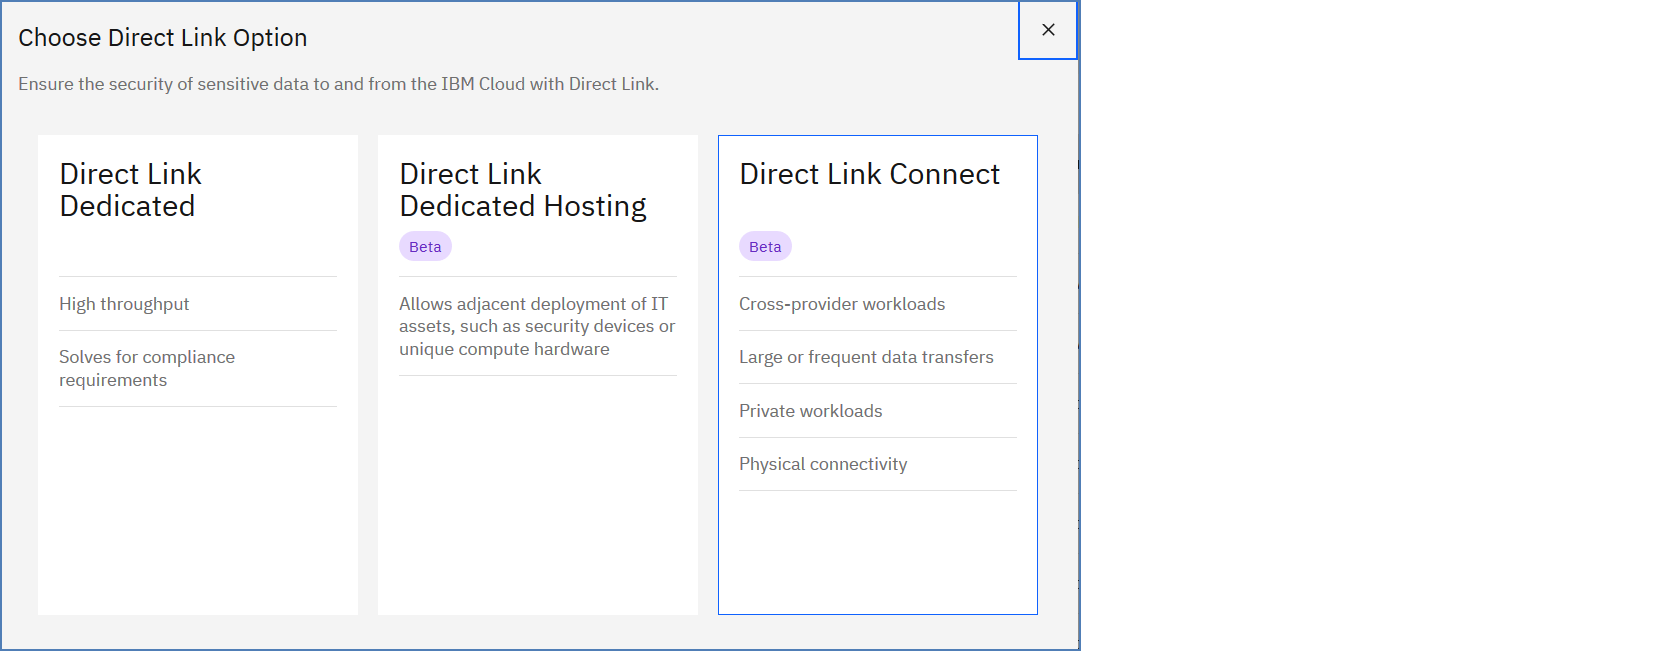 Choose Direct Link Option
Ensure the security of sensitive data to and from the IBM Cloud with Direct Link.
Direct Link
Dedicated
High throughput
Solves for compliance
requirements
Direct Link
Dedicated Hosting
Beta
Allows adjacent deployment of IT
assets, such as security devices or
unique compute hardware
Direct Link Connect
Beta
Cross-provider workloads
Large or frequent data transfers
Private workloads
Physical connectivity